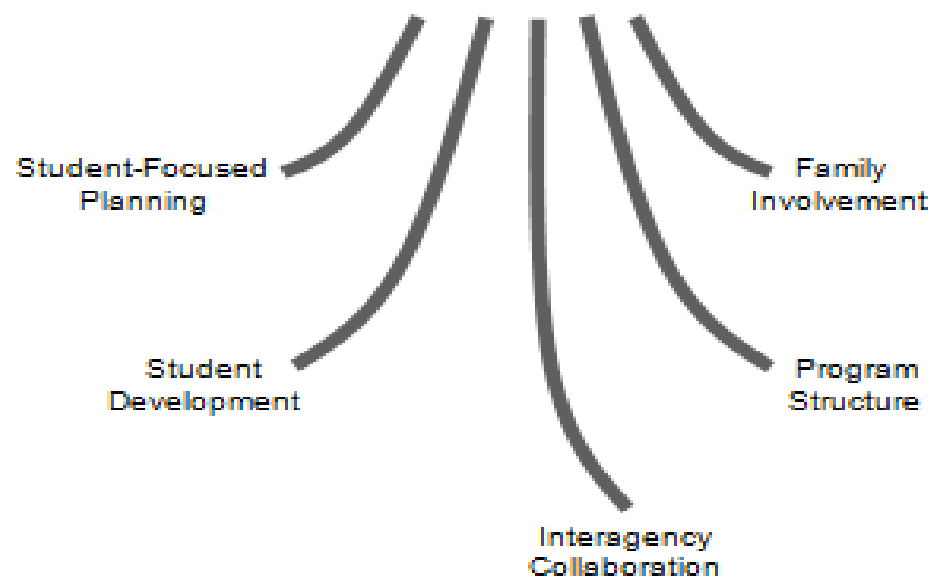 Student-Focused
Planning
Family
Involvement
Student
Development
Program
Structure
Interagency
Collaboration